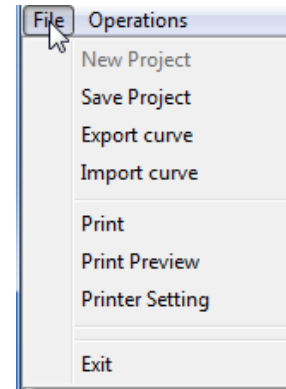 File Operations
New Project
Save Project
Export curve
Import curve
Print
Print Preview
Printer Setting
Exit